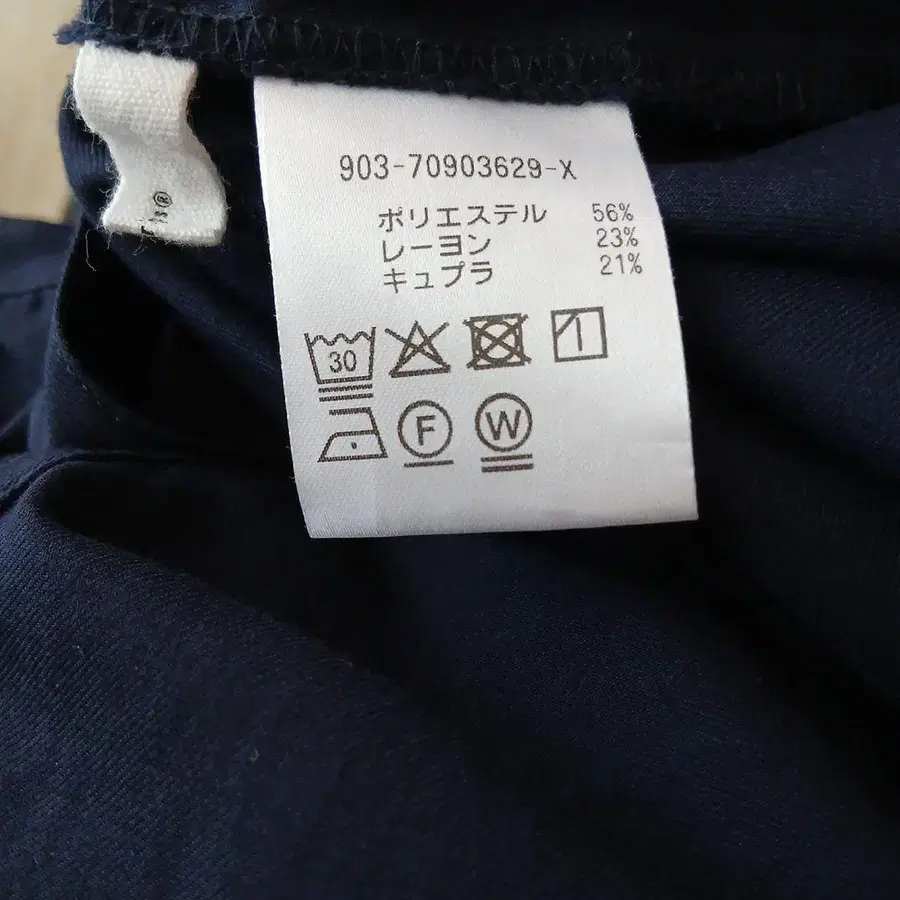 903-70903629-X
ポリエステル 56%
レーヨン 23%
キュプラ 21%
30
F W